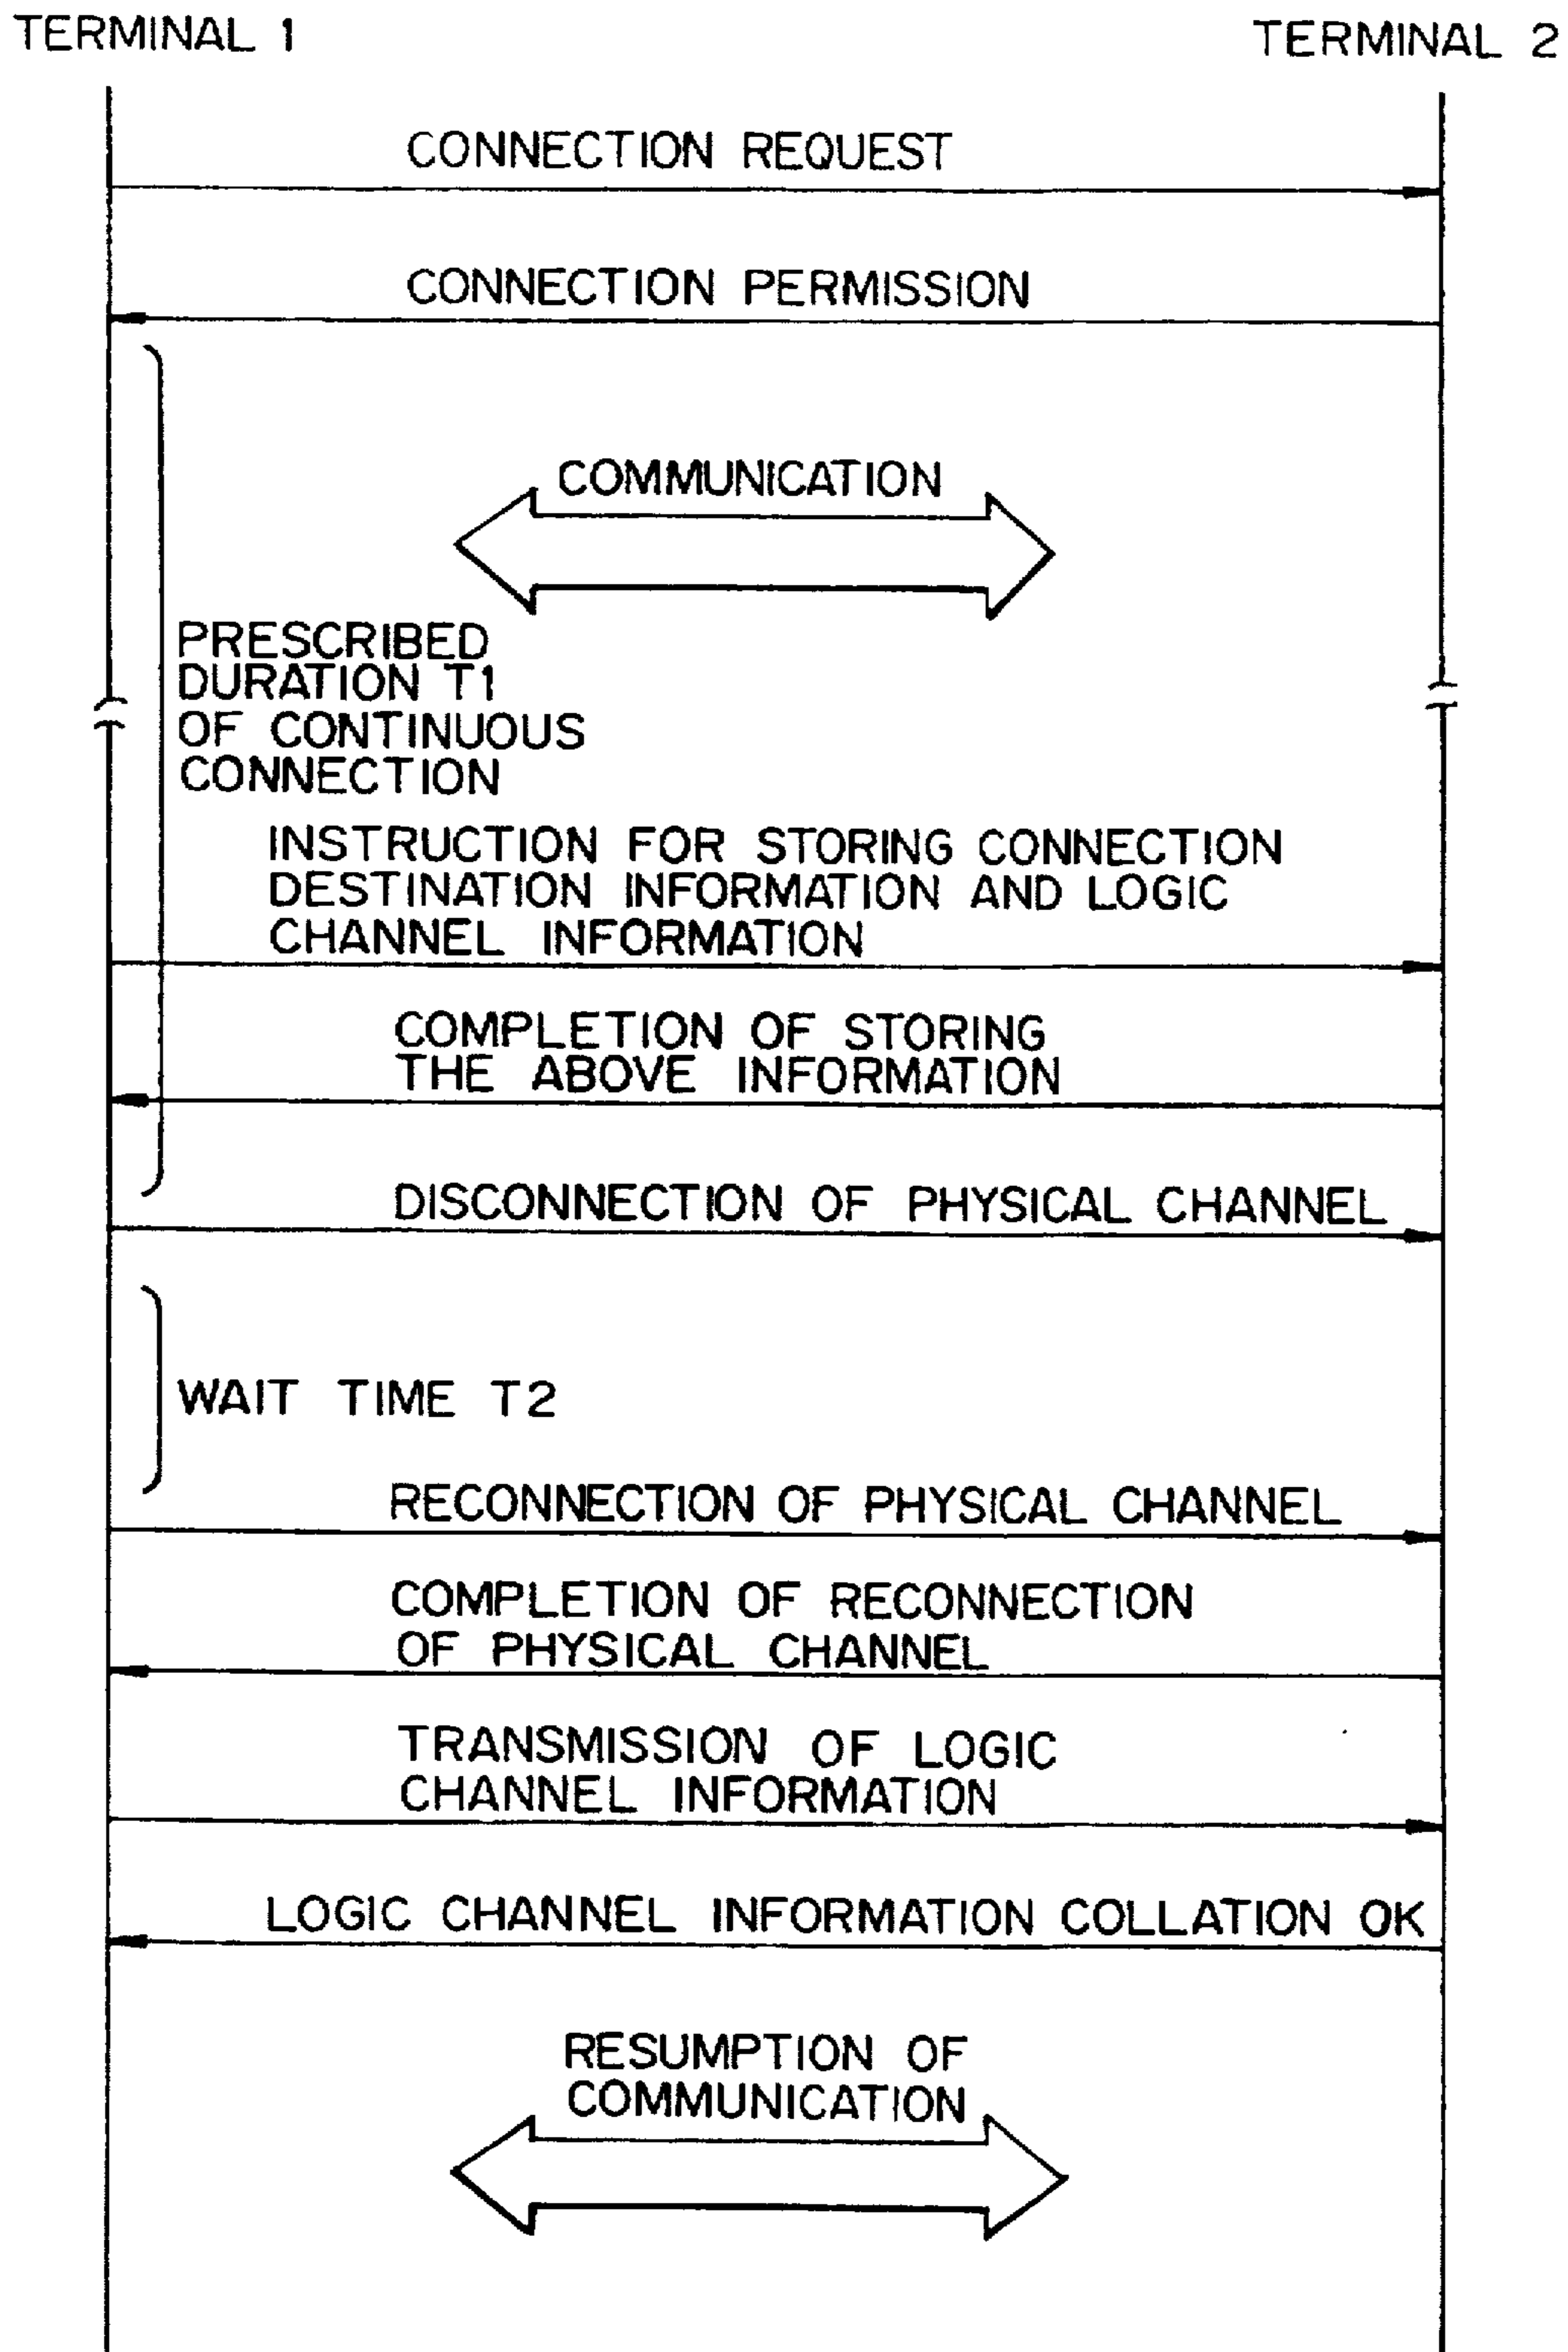 TERMINAL 1
TERMINAL 2
CONNECTION REQUEST
CONNECTION PERMISSION
COMMUNICATION
PRESCRIBED
DURATION T1
OF CONTINUOUS
CONNECTION
INSTRUCTION FOR STORING CONNECTION
DESTINATION INFORMATION AND LOGIC
CHANNEL INFORMATION
COMPLETION OF STORING
THE ABOVE INFORMATION
DISCONNECTION OF PHYSICAL CHANNEL
WAIT TIME T2
RECONNECTION OF PHYSICAL CHANNEL
COMPLETION OF RECONNECTION
OF PHYSICAL CHANNEL
TRANSMISSION OF LOGIC
CHANNEL INFORMATION
LOGIC CHANNEL INFORMATION COLLATION OK
RESUMPTION OF
COMMUNICATION